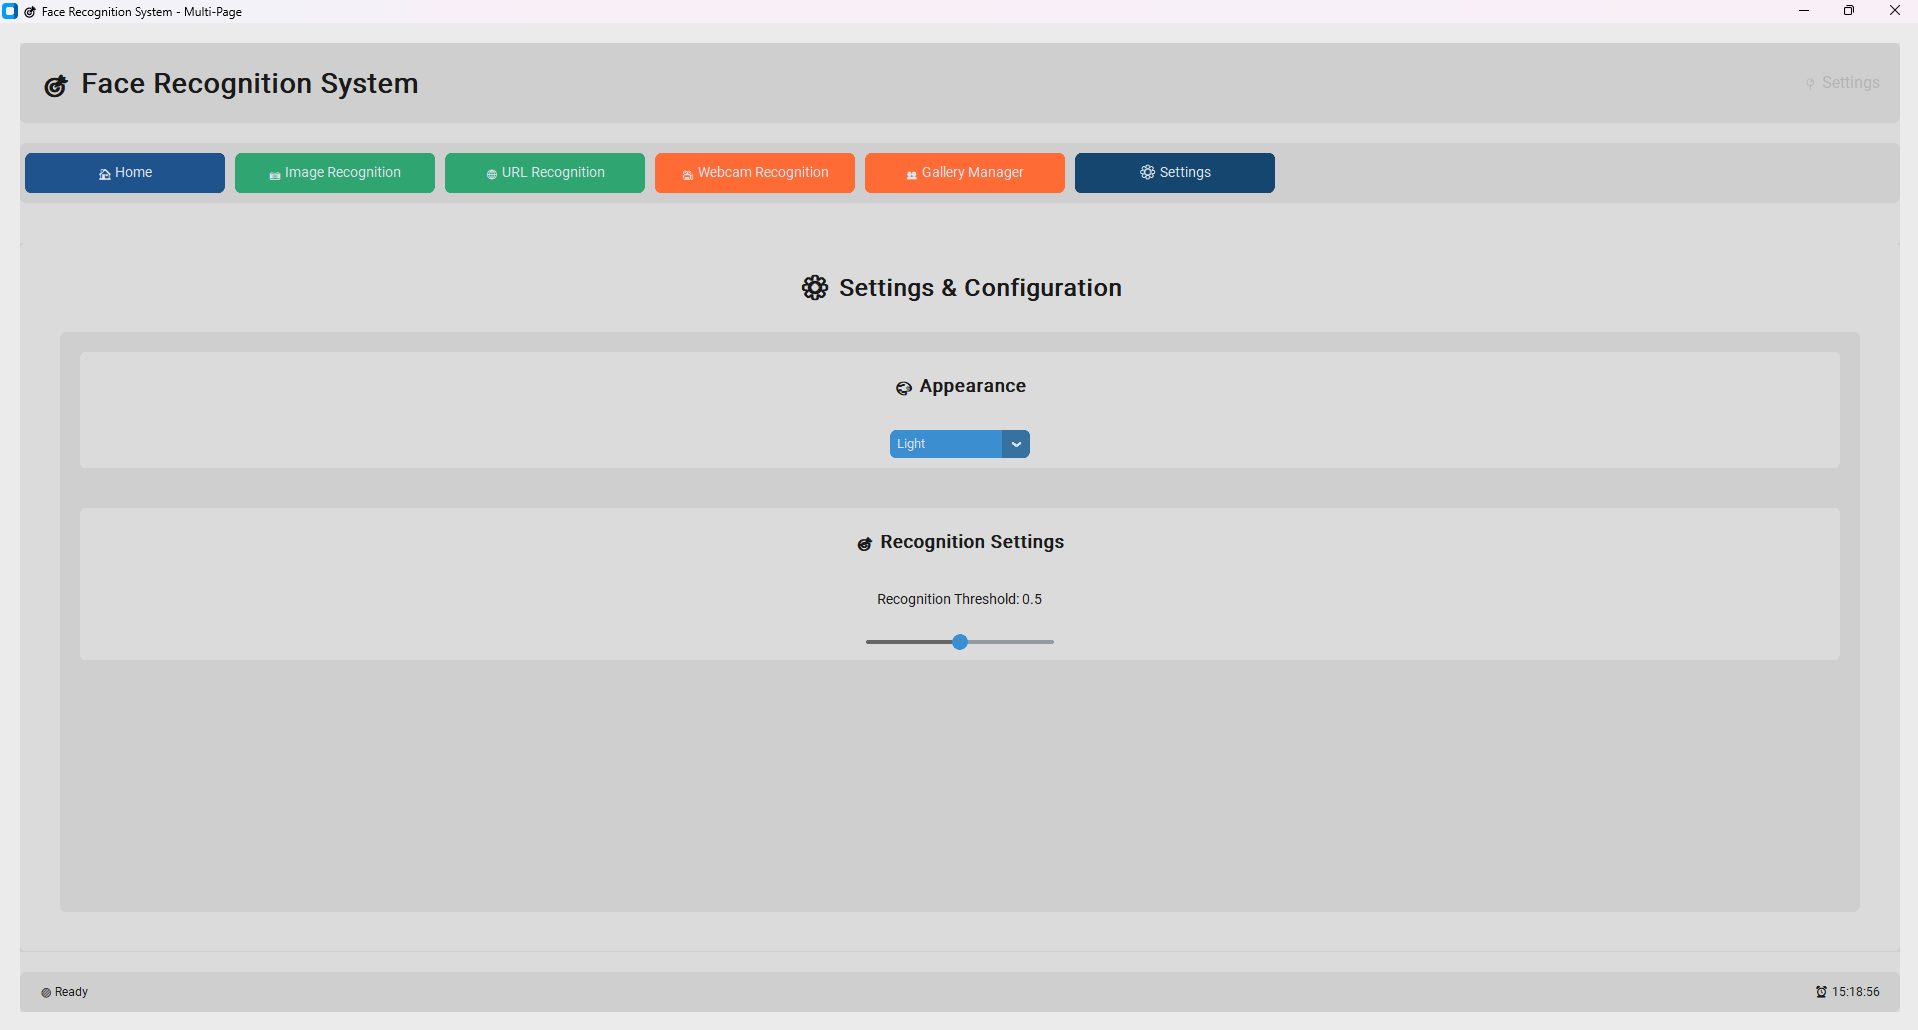 Face Recognition System - Multi-Page
Face Recognition System
Settings
Home
Image Recognition
URL Recognition
Webcam Recognition
Gallery Manager
Settings
Settings & Configuration
Appearance
Light
Recognition Settings
Recognition Threshold: 0.5
Ready
15:18:56